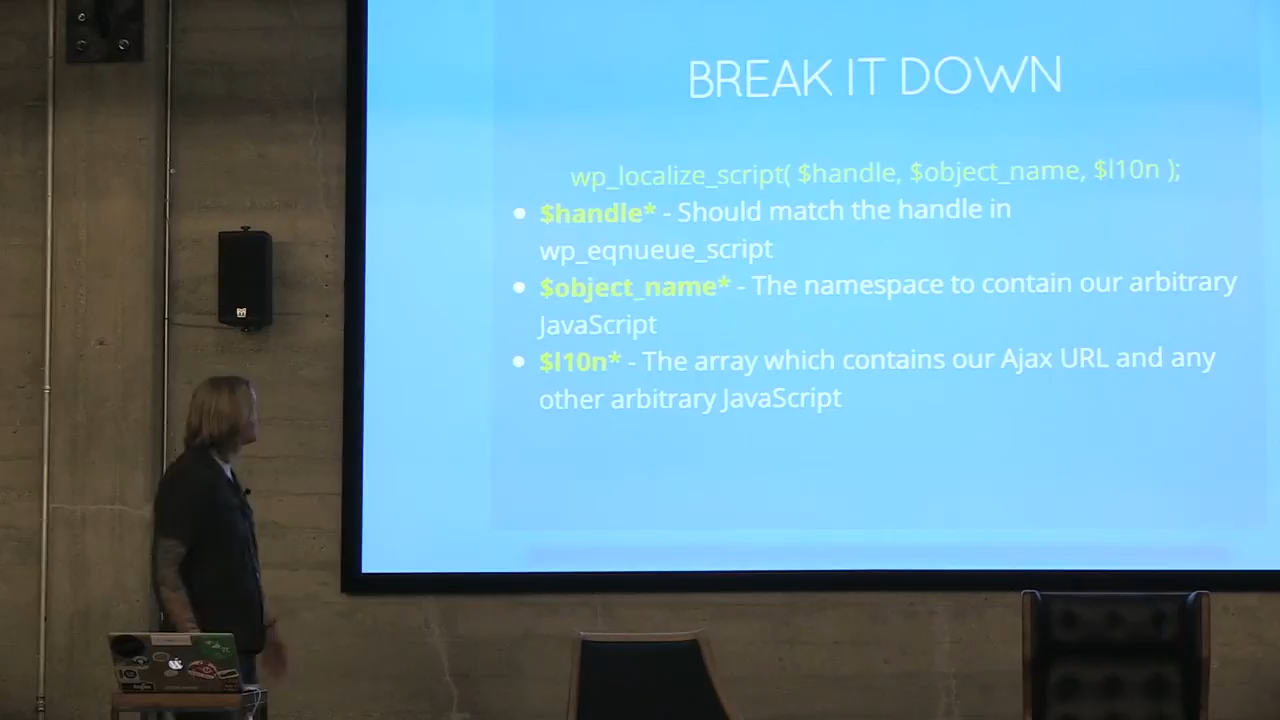 BREAK IT DOWN
wp_localize_script( $handle, $object_name, $l10n );
$handle* - Should match the handle in
wp_eqnueue_script
$object_name* - The namespace to contain our arbitrary
JavaScript
$l10n* - The array which contains our Ajax URL and any
other arbitrary JavaScript